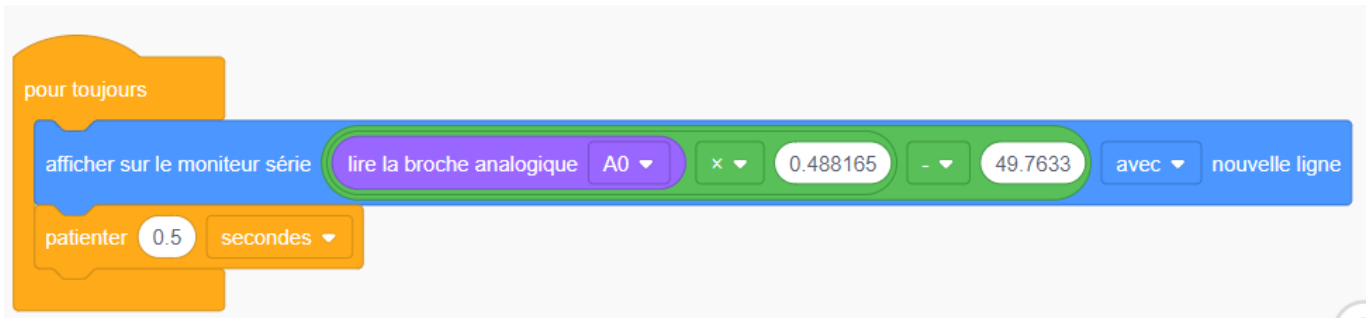 pour toujours
afficher sur le moniteur série lire la broche analogique A0 × 0.488165 - 49.7633 avec nouvelle ligne
patienter 0.5 secondes